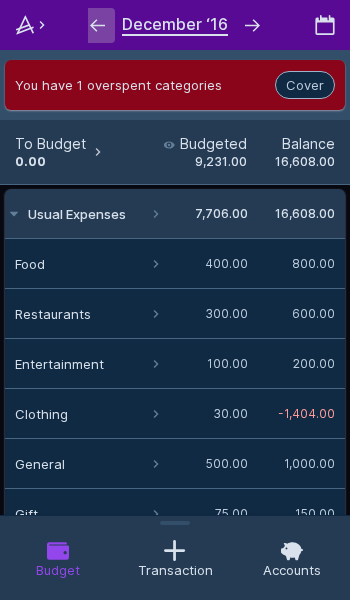 December ‘16
You have 1 overspent categories Cover
To Budget Budgeted Balance
0.00 9,231.00 16,608.00
Usual Expenses 7,706.00 16,608.00
Food 400.00 800.00
Restaurants 300.00 600.00
Entertainment 100.00 200.00
Clothing 30.00 -1,404.00
General 500.00 1,000.00
Gift 75.00 150.00
Budget Transaction Accounts